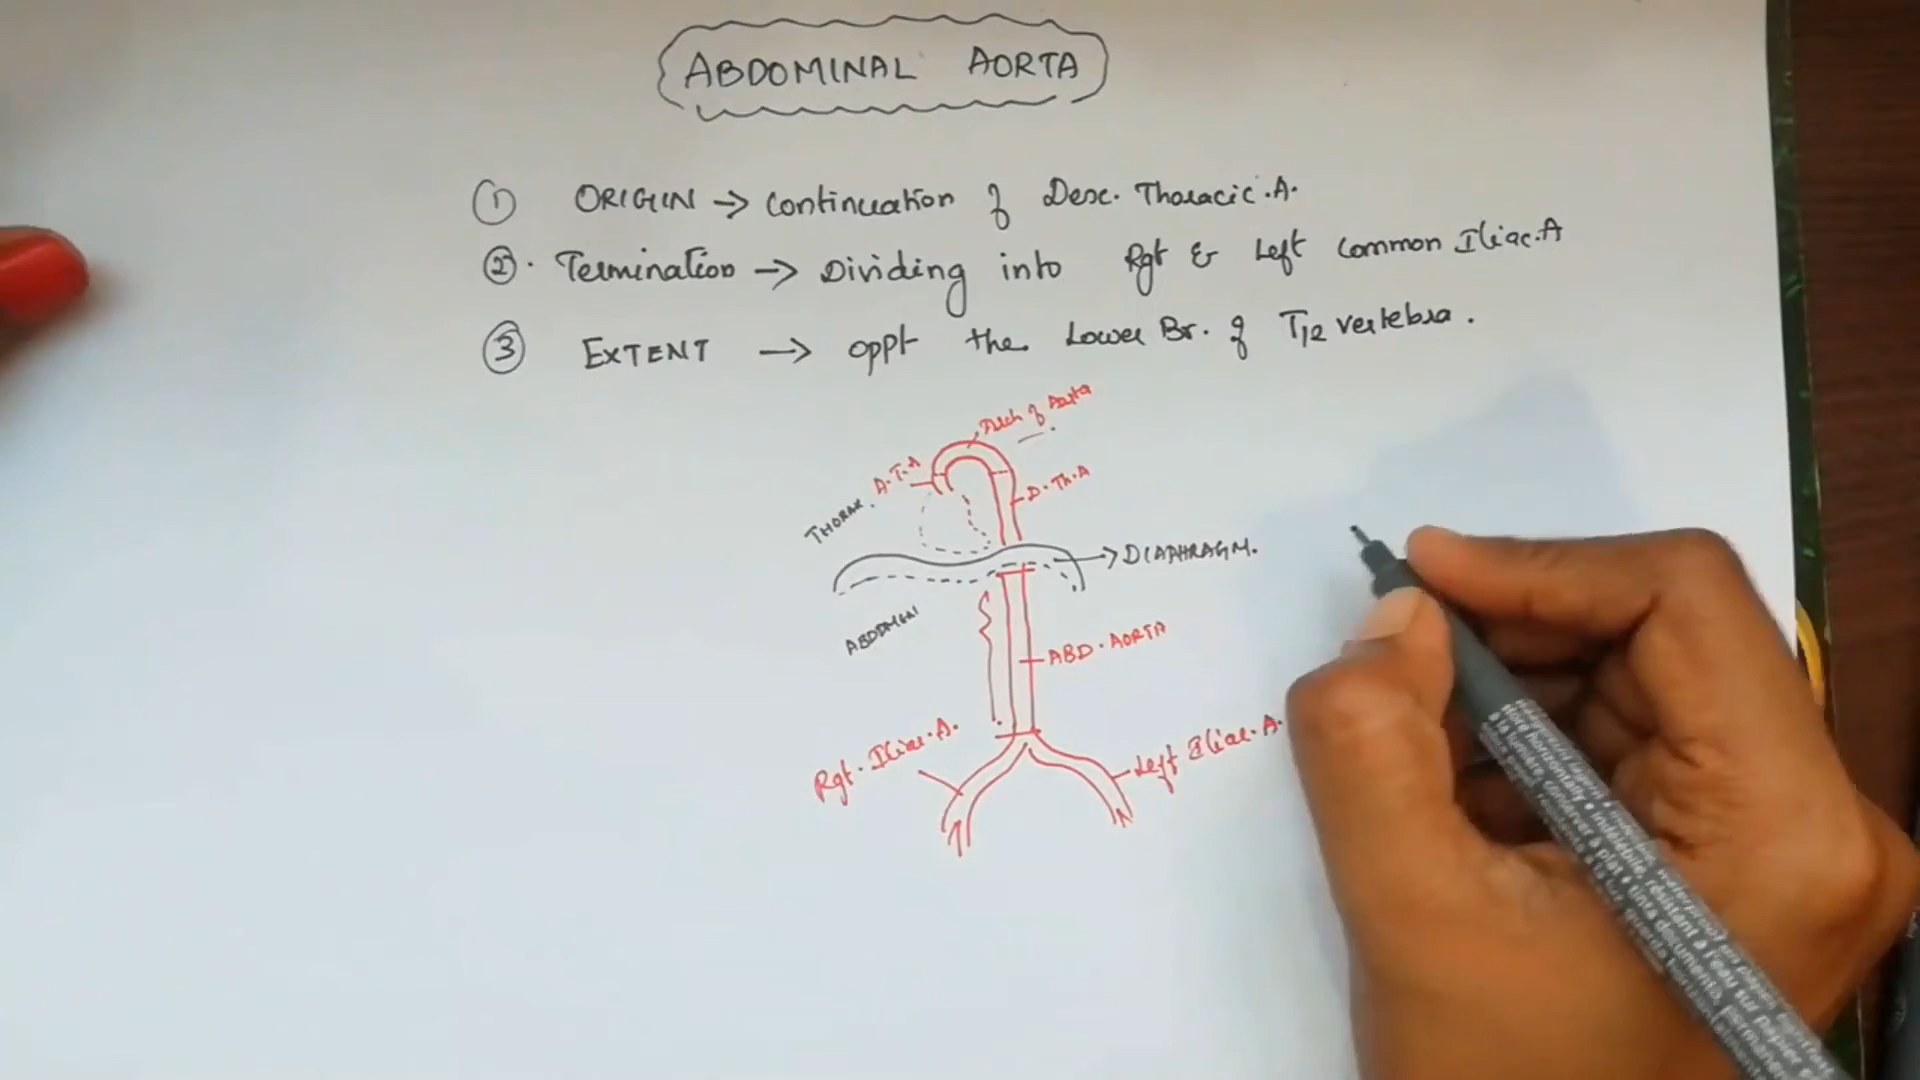 ABDOMINAL AORTA
① ORIGIN → Continuation of Desc. Thoracic.A.
②. Termination → Dividing into Rgt & Left Common Iliac.A
③ EXTENT → oppt the Lower Br. of T12 vertebra.
Arch of Aorta
A.T.A
D.Th.A
THORAX.
→ DIAPHRAGM.
ABDOMEN
ABD. AORTA
Rgt. Iliac.A.
Left Iliac.A.